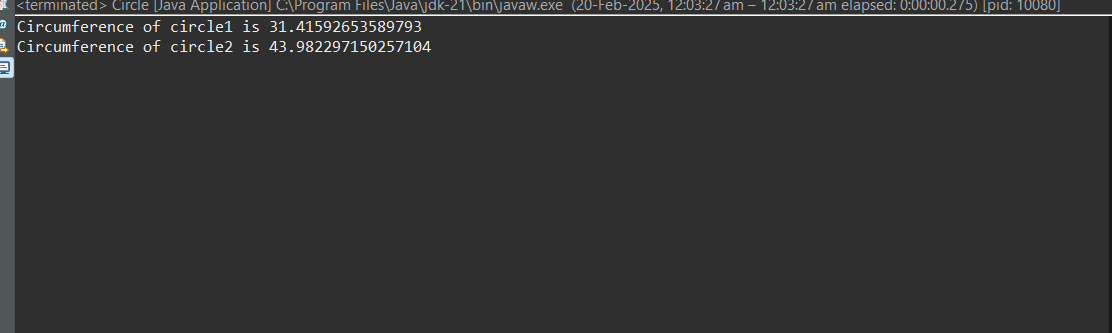 <terminated> Circle [Java Application] C:\Program Files\Java\jdk-21\bin\javaw.exe (20-Feb-2025, 12:03:27 am – 12:03:27 am elapsed: 0:00:00.275) [pid: 10080]
Circumference of circle1 is 31.41592653589793
Circumference of circle2 is 43.982297150257104